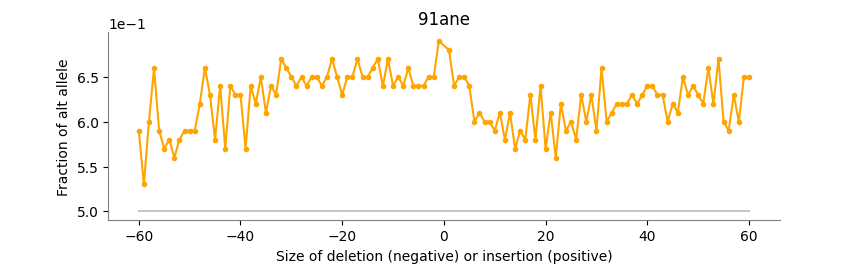 91ane
1e−1
Fraction of alt allele
6.5
6.0
5.5
5.0
−60 −40 −20 0 20 40 60
Size of deletion (negative) or insertion (positive)